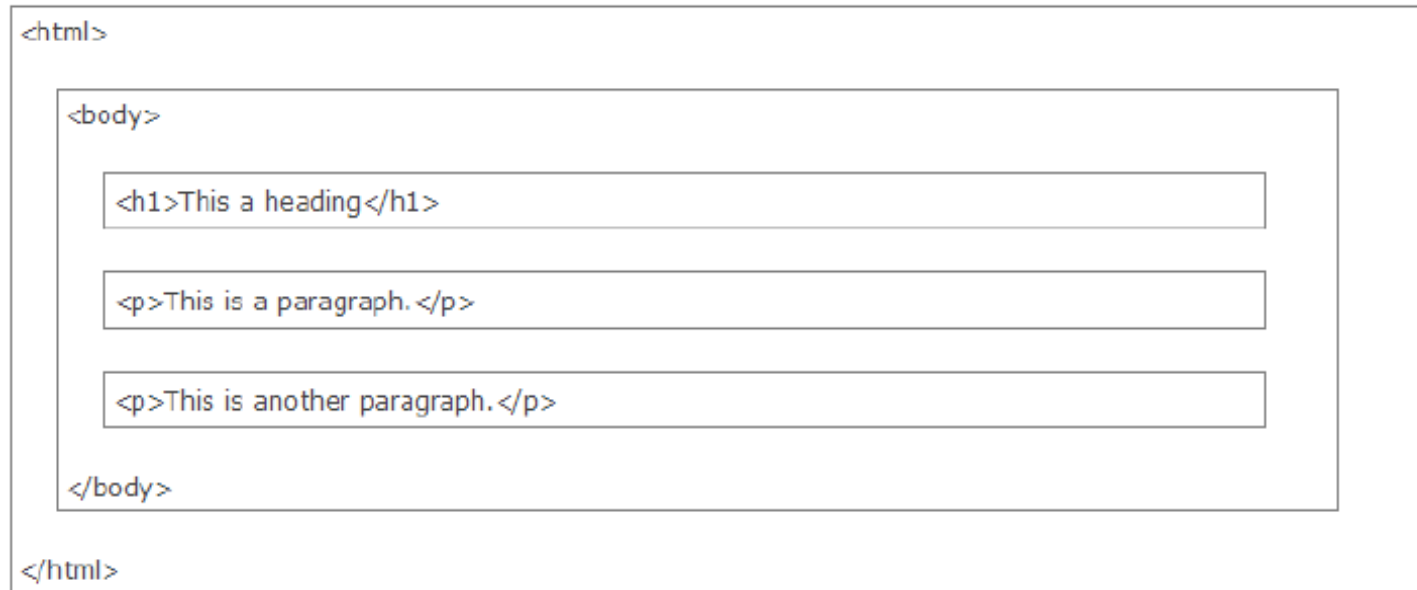 <html>
<body>
<h1>This a heading</h1>
<p>This is a paragraph.</p>
<p>This is another paragraph.</p>
</body>
</html>